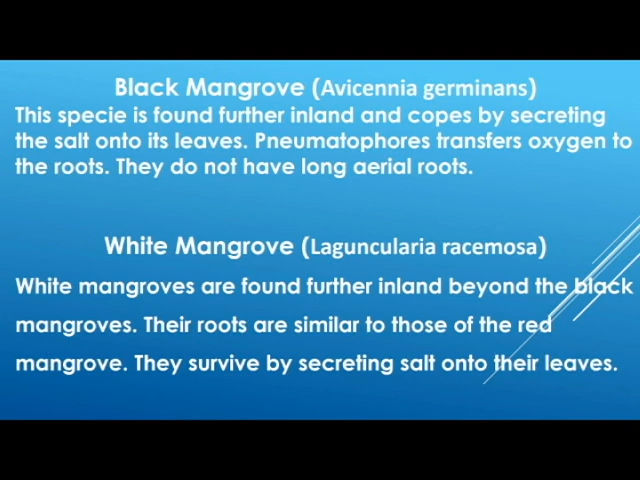 Black Mangrove (Avicennia germinans)
This specie is found further inland and copes by secreting
the salt onto its leaves. Pneumatophores transfers oxygen to
the roots. They do not have long aerial roots.
White Mangrove (Laguncularia racemosa)
White mangroves are found further inland beyond the black
mangroves. Their roots are similar to those of the red
mangrove. They survive by secreting salt onto their leaves.